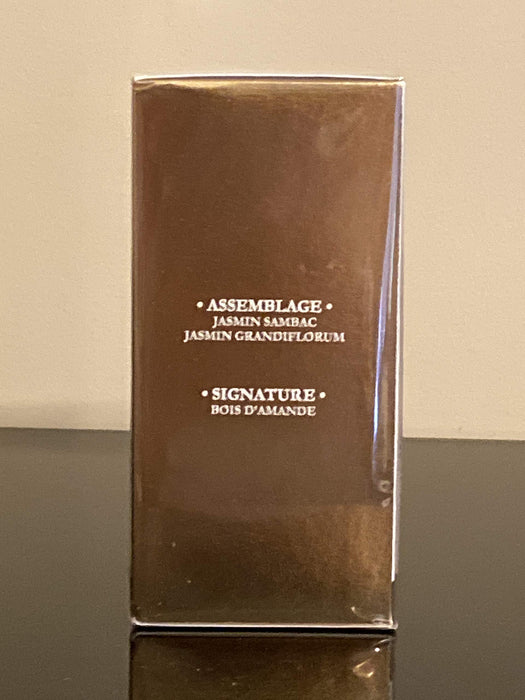 • ASSEMBLAGE •
JASMIN SAMBAC
JASMIN GRANDIFLORUM
• SIGNATURE •
BOIS D'AMANDE